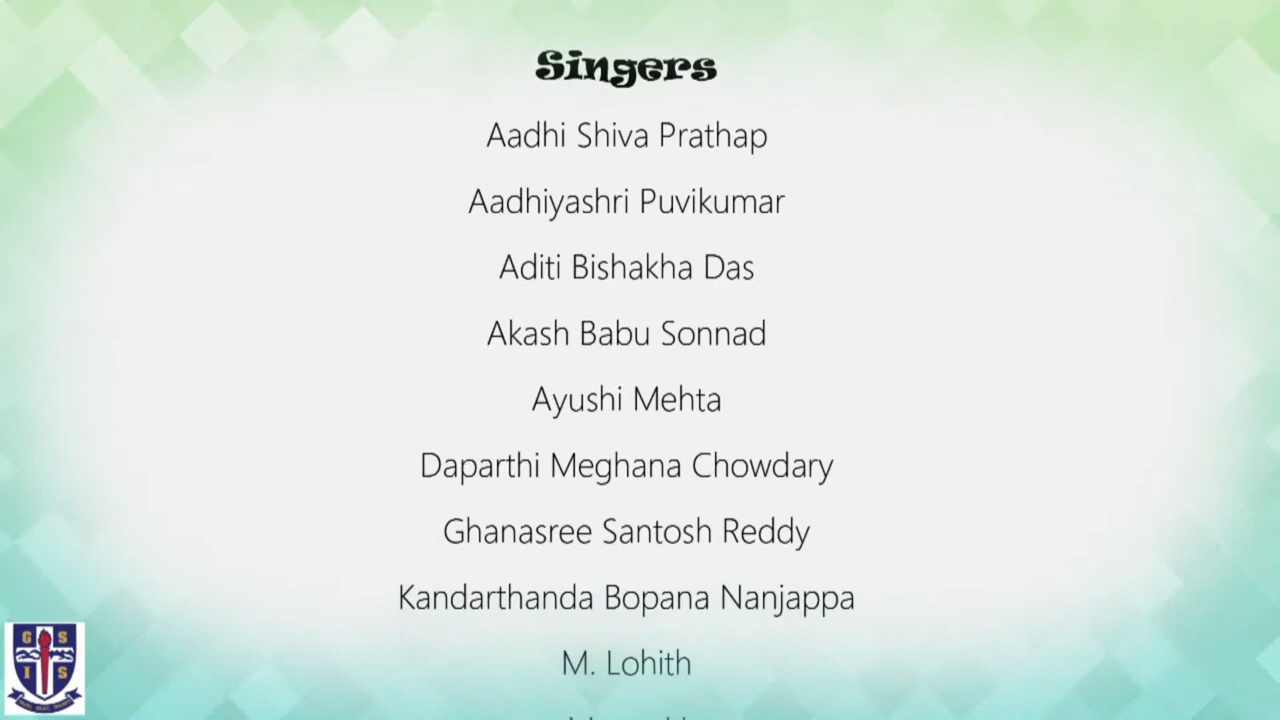 Singers
Aadhi Shiva Prathap
Aadhiyashri Puvikumar
Aditi Bishakha Das
Akash Babu Sonnad
Ayushi Mehta
Daparthi Meghana Chowdary
Ghanasree Santosh Reddy
Kandarthanda Bopana Nanjappa
M. Lohith
G S
I S